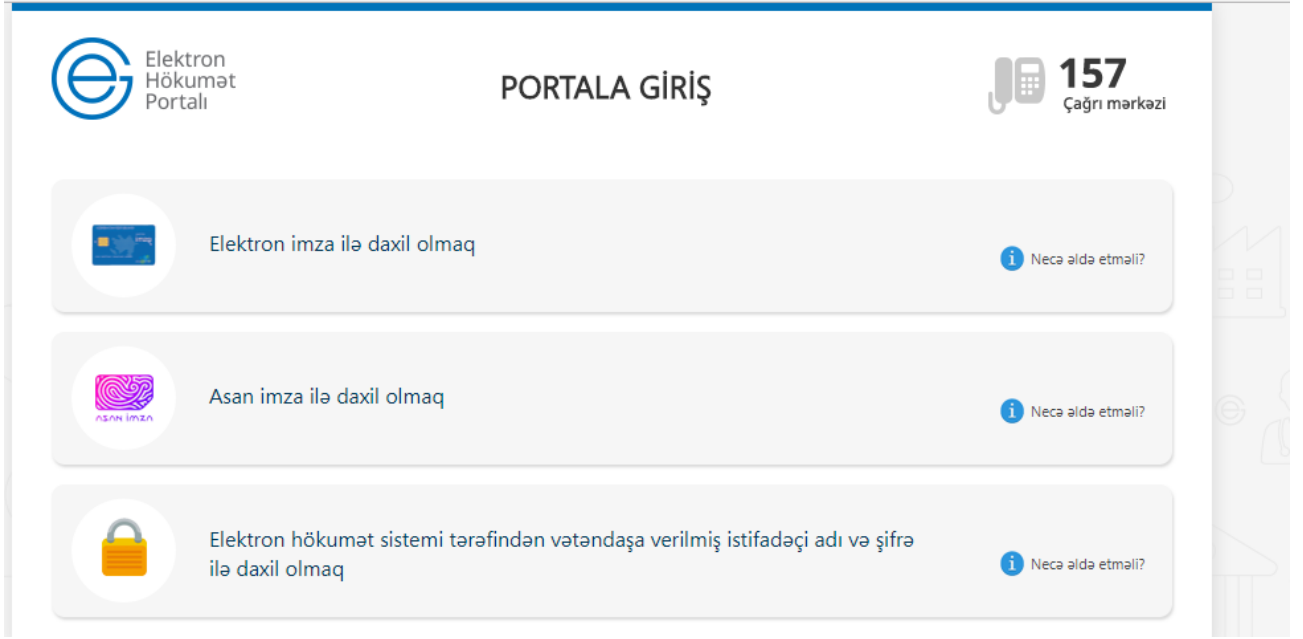 Elektron
Hökumət
Portalı
PORTALA GİRİŞ
157
Çağrı mərkəzi
Elektron imza ilə daxil olmaq
Necə əldə etməli?
Asan imza ilə daxil olmaq
ASAN İMZA
Necə əldə etməli?
Elektron hökumət sistemi tərəfindən vətəndaşa verilmiş istifadəçi adı və şifrə
ilə daxil olmaq
Necə əldə etməli?